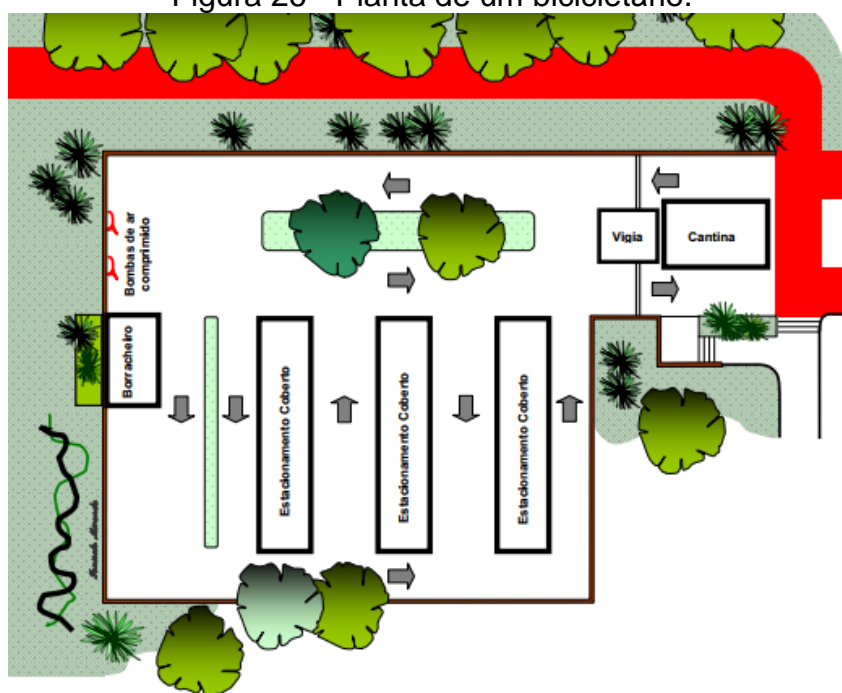 Figura 26 - Planta de um bicicletário.
Vigia
Cantina
Bombas de ar
comprimido
Borracheiro
Estacionamento Coberto
Estacionamento Coberto
Estacionamento Coberto